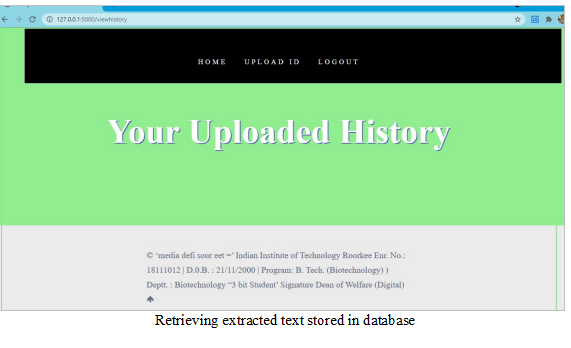 127.0.0.1:5000/viewhistory
HOME UPLOAD ID LOGOUT
Your Uploaded History
© ‘media defi sour eet =’ Indian Institute of Technology Roorkee Enr. No.:
18111012 | D.0.B. : 21/11/2000 | Program: B. Tech. (Biotechnology) )
Deptt. : Biotechnology “3 bit Student’ Signature Dean of Welfare (Digital)
Retrieving extracted text stored in database